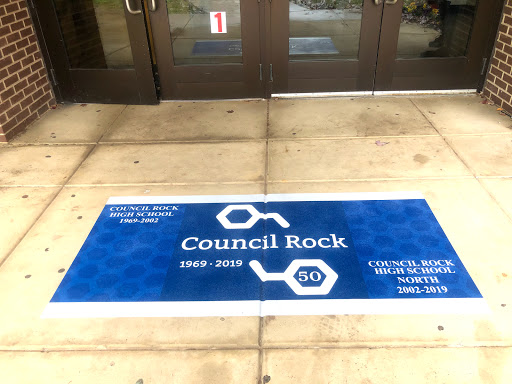 1
COUNCIL ROCK
HIGH SCHOOL
1969-2002
Council Rock
1969 · 2019
50
COUNCIL ROCK
HIGH SCHOOL
NORTH
2002-2019